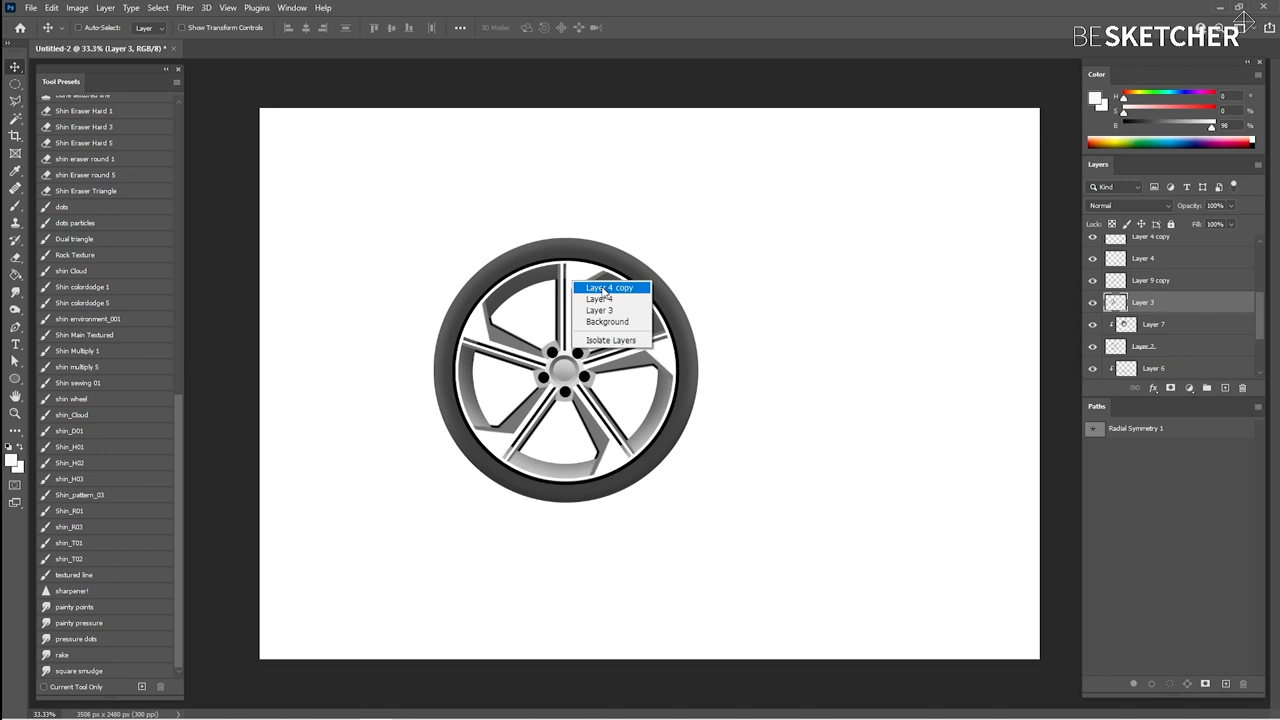 Ps File Edit Image Layer Type Select Filter 3D View Plugins Window Help
Auto-Select: Layer Show Transform Controls 3D Mode:
BESKETCHER
Untitled-2 @ 33.3% (Layer 3, RGB/8) *
Tool Presets
Shin Eraser Hard 1
Shin Eraser Hard 3
Shin Eraser Hard 5
shin eraser round 1
shin Eraser round 5
Shin Eraser Triangle
dots
dots particles
Dual triangle
Rock Texture
shin Cloud
shin colordodge 1
shin colordodge 5
shin environment_001
Shin Main Textured
Shin Multiply 1
Shin Multiply 5
Shin sewing 01
shin wheel
shin_Cloud
shin_D01
Shin_H01
Shin_H02
shin_H03
Shin_pattern_03
Shin_R01
shin_R03
shin_T01
shin_T02
textured line
sharpener!
painty points
painty pressure
pressure dots
rake
square smudge
Current Tool Only
33.33% 3508 px x 2480 px (300 ppi)
Layer 4 copy
Layer 4
Layer 3
Background
Isolate Layers
Color
H 0 °
S 0 %
B 98 %
Layers
Kind
Normal Opacity: 100%
Lock: Fill: 100%
Layer 4 copy
Layer 4
Layer 9 copy
Layer 3
Layer 7
Layer 2
Layer 6
Paths
Radial Symmetry 1